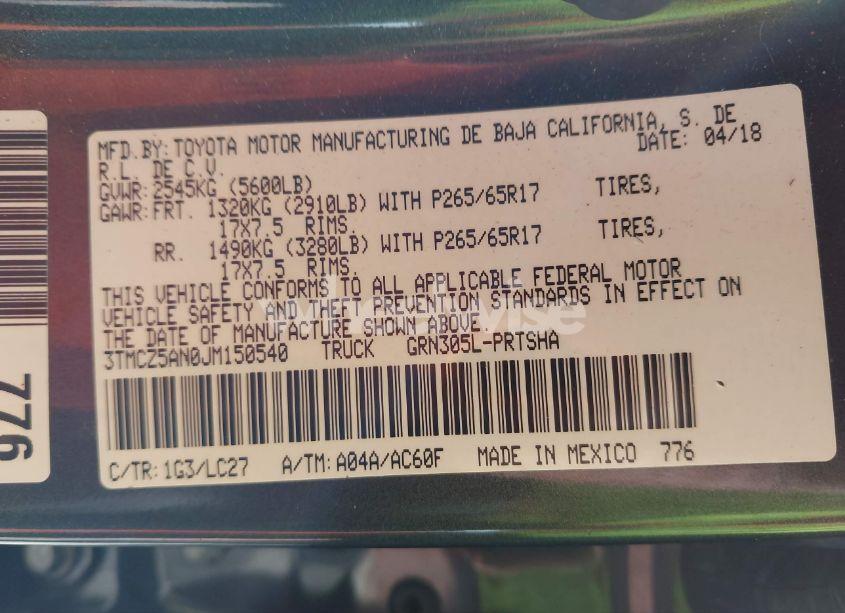 MFD.BY: TOYOTA MOTOR MANUFACTURING DE BAJA CALIFORNIA, S. DE
R.L. DE C.V. DATE: 04/18
GVWR: 2545KG (5600LB)
GAWR: FRT. 1320KG (2910LB) WITH P265/65R17 TIRES,
17X7.5 RIMS.
RR. 1490KG (3280LB) WITH P265/65R17 TIRES,
17X7.5 RIMS.
THIS VEHICLE CONFORMS TO ALL APPLICABLE FEDERAL MOTOR
VEHICLE SAFETY AND THEFT PREVENTION STANDARDS IN EFFECT ON
THE DATE OF MANUFACTURE SHOWN ABOVE.
3TMCZ5AN0JM150540 TRUCK GRN305L-PRTSHA
C/TR: 1G3/LC27 A/TM: A04A/AC60F MADE IN MEXICO 776
776